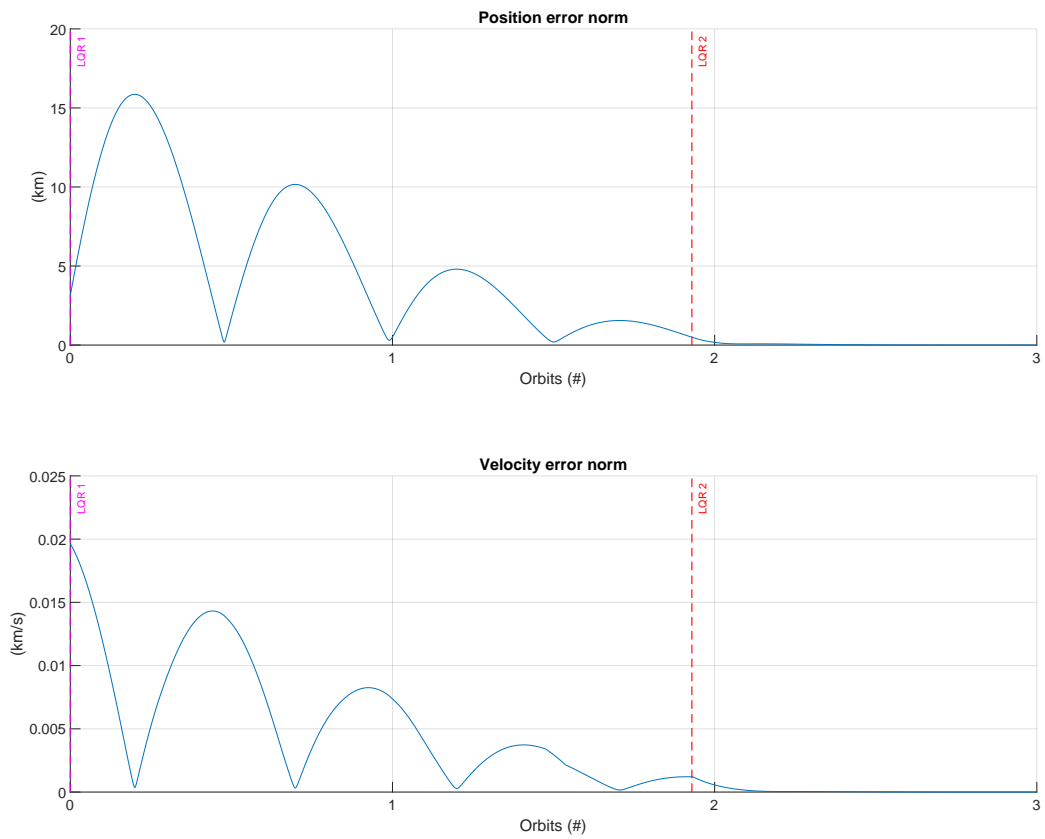 Position error norm
20
15
10
5
0
(km)
LQR 1
LQR 2
0
1
2
3
Orbits (#)
Velocity error norm
0.025
0.02
0.015
0.01
0.005
0
(km/s)
LQR 1
LQR 2
0
1
2
3
Orbits (#)